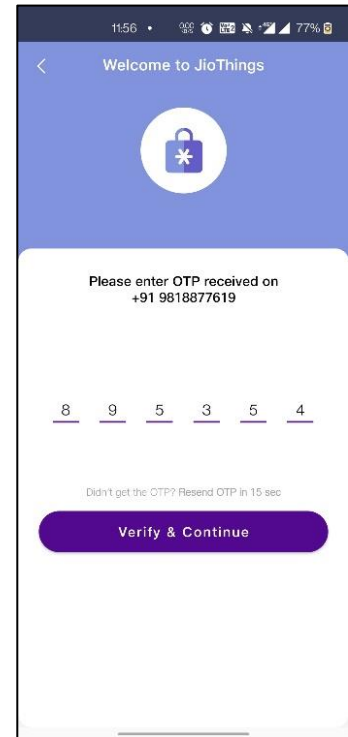 11:56 • 77%
Welcome to JioThings
Please enter OTP received on
+91 9818877619
8 9 5 3 5 4
Didn't get the OTP? Resend OTP in 15 sec
Verify & Continue